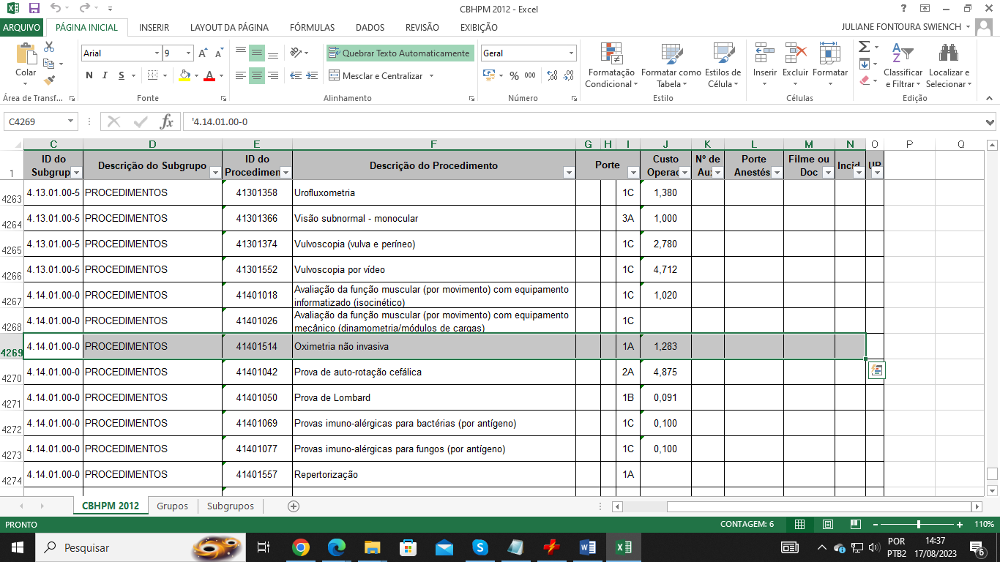 CBHPM 2012 - Excel
ARQUIVO PÁGINA INICIAL INSERIR LAYOUT DA PÁGINA FÓRMULAS DADOS REVISÃO EXIBIÇÃO JULIANE FONTOURA SWIENCH
Colar
Arial 9
N I S
Quebrar Texto Automaticamente
Mesclar e Centralizar
Geral
% 000
Formatação Condicional
Formatar como Tabela
Estilos de Célula
Inserir Excluir Formatar
Classificar e Filtrar
Localizar e Selecionar
Área de Transf... Fonte Alinhamento Número Estilo Células Edição
C4269 '4.14.01.00-0
C D E F G H I J K L M N O P Q
1 ID do Subgrup Descrição do Subgrupo ID do Procedimen Descrição do Procedimento Porte Custo Operac Nº de Au Porte Anestés Filme ou Doc Incid UR
4263 4.13.01.00-5 PROCEDIMENTOS 41301358 Urofluxometria 1C 1,380
4264 4.13.01.00-5 PROCEDIMENTOS 41301366 Visão subnormal - monocular 3A 1,000
4265 4.13.01.00-5 PROCEDIMENTOS 41301374 Vulvoscopia (vulva e períneo) 1C 2,780
4266 4.13.01.00-5 PROCEDIMENTOS 41301552 Vulvoscopia por vídeo 1C 4,712
4267 4.14.01.00-0 PROCEDIMENTOS 41401018 Avaliação da função muscular (por movimento) com equipamento informatizado (isocinético) 1C 1,020
4268 4.14.01.00-0 PROCEDIMENTOS 41401026 Avaliação da função muscular (por movimento) com equipamento mecânico (dinamometria/módulos de cargas) 1C
4269 4.14.01.00-0 PROCEDIMENTOS 41401514 Oximetria não invasiva 1A 1,283
4270 4.14.01.00-0 PROCEDIMENTOS 41401042 Prova de auto-rotação cefálica 2A 4,875
4271 4.14.01.00-0 PROCEDIMENTOS 41401050 Prova de Lombard 1B 0,091
4272 4.14.01.00-0 PROCEDIMENTOS 41401069 Provas imuno-alérgicas para bactérias (por antígeno) 1C 0,100
4273 4.14.01.00-0 PROCEDIMENTOS 41401077 Provas imuno-alérgicas para fungos (por antígeno) 1C 0,100
4274 4.14.01.00-0 PROCEDIMENTOS 41401557 Repertorização 1A
CBHPM 2012 Grupos Subgrupos
PRONTO CONTAGEM: 6 110%
Pesquisar
POR
PTB2
14:37
17/08/2023
6